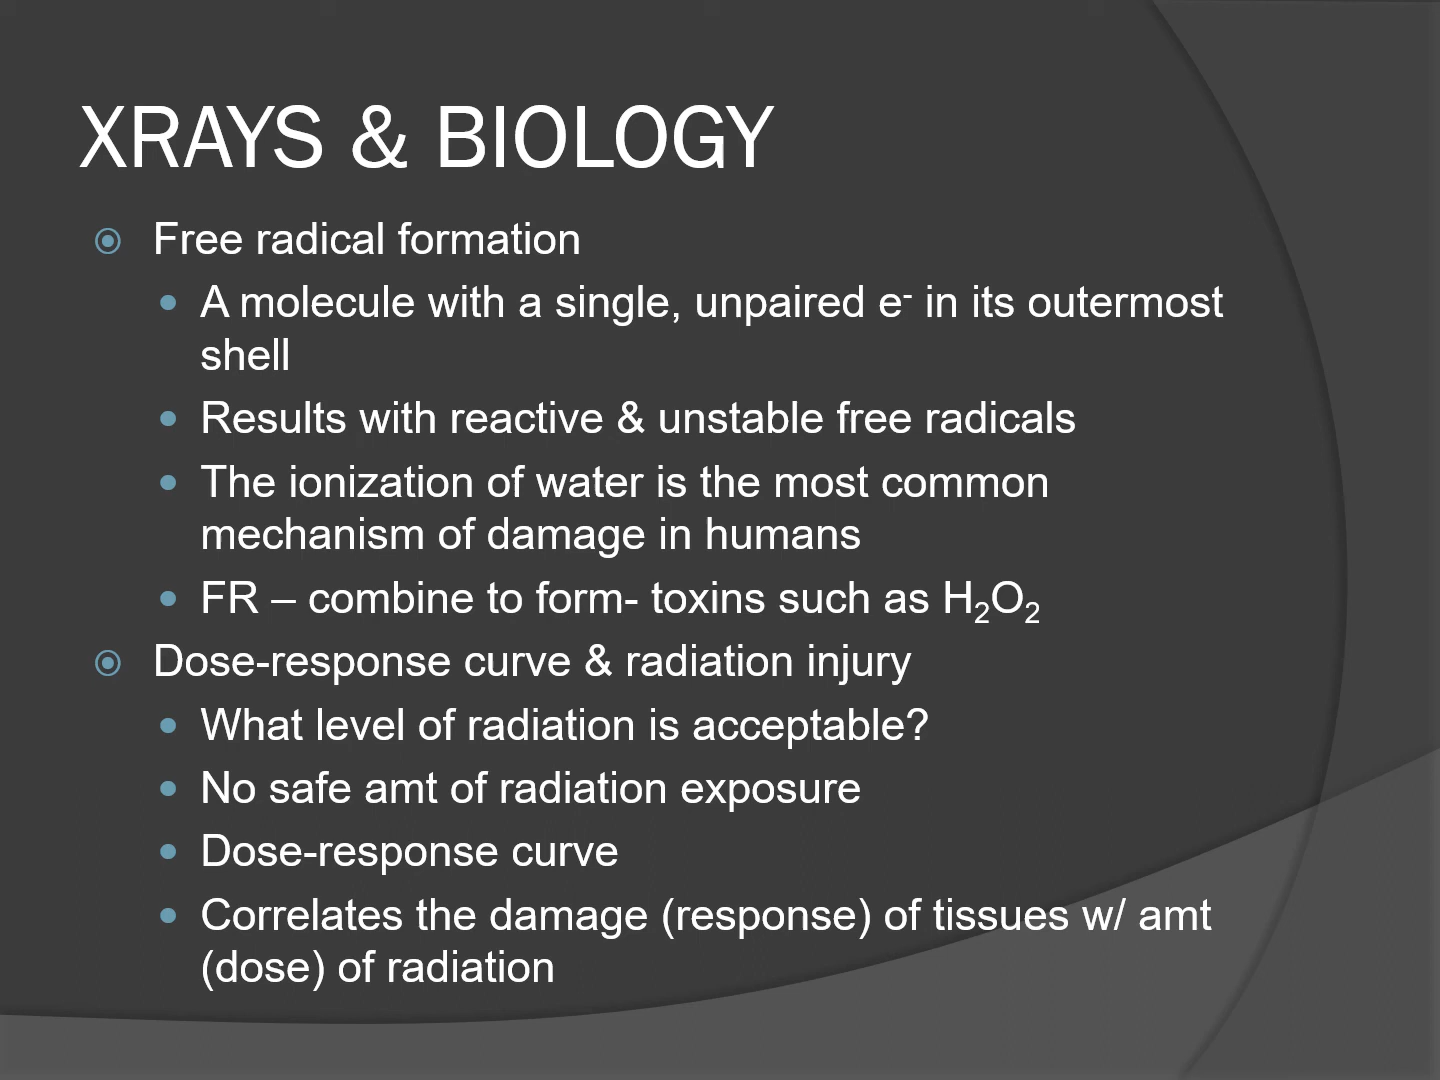 XRAYS & BIOLOGY
Free radical formation
A molecule with a single, unpaired e⁻ in its outermost
shell
Results with reactive & unstable free radicals
The ionization of water is the most common
mechanism of damage in humans
FR – combine to form- toxins such as H₂O₂
Dose-response curve & radiation injury
What level of radiation is acceptable?
No safe amt of radiation exposure
Dose-response curve
Correlates the damage (response) of tissues w/ amt
(dose) of radiation